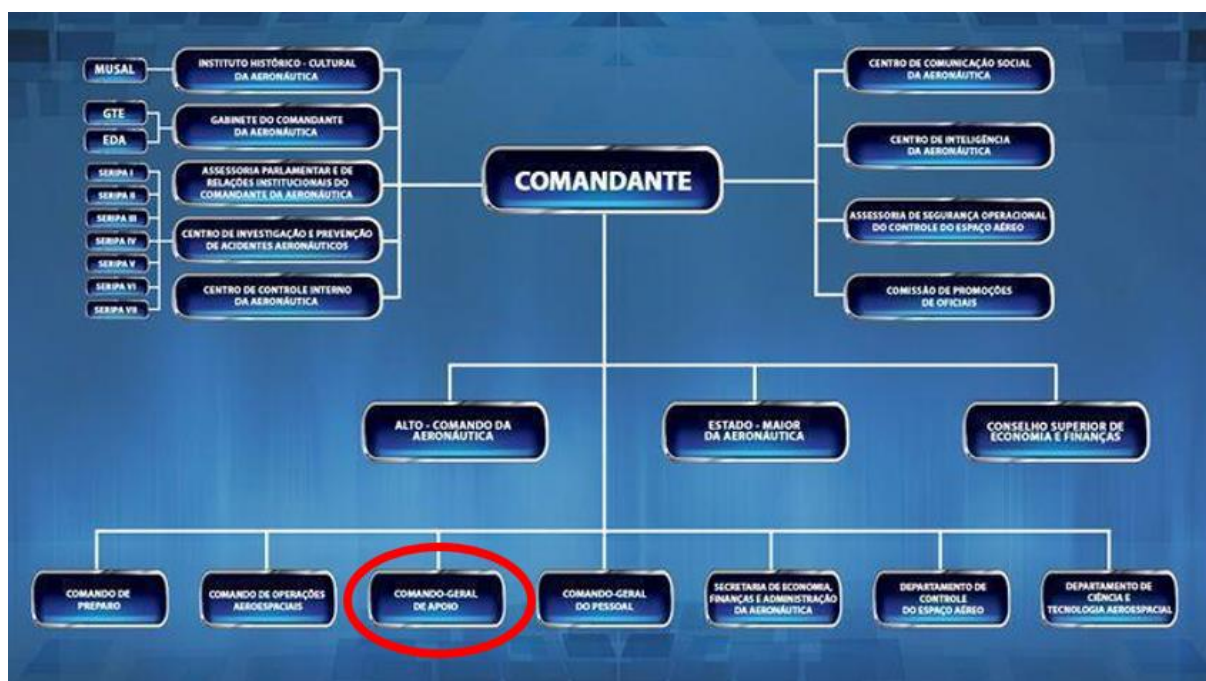 MUSAL
INSTITUTO HISTÓRICO - CULTURAL
DA AERONÁUTICA
GTE
EDA
GABINETE DO COMANDANTE
DA AERONÁUTICA
SERIPA I
SERIPA II
SERIPA III
SERIPA IV
SERIPA V
SERIPA VI
SERIPA VII
ASSESSORIA PARLAMENTAR E DE
RELAÇÕES INSTITUCIONAIS DO
COMANDANTE DA AERONÁUTICA
CENTRO DE INVESTIGAÇÃO E PREVENÇÃO
DE ACIDENTES AERONÁUTICOS
CENTRO DE CONTROLE INTERNO
DA AERONÁUTICA
COMANDANTE
CENTRO DE COMUNICAÇÃO SOCIAL
DA AERONÁUTICA
CENTRO DE INTELIGÊNCIA
DA AERONÁUTICA
ASSESSORIA DE SEGURANÇA OPERACIONAL
DO CONTROLE DO ESPAÇO AÉREO
COMISSÃO DE PROMOÇÕES
DE OFICIAIS
ALTO - COMANDO DA
AERONÁUTICA
ESTADO - MAIOR
DA AERONÁUTICA
CONSELHO SUPERIOR DE
ECONOMIA E FINANÇAS
COMANDO DE
PREPARO
COMANDO DE OPERAÇÕES
AEROESPACIAIS
COMANDO-GERAL
DE APOIO
COMANDO-GERAL
DO PESSOAL
SECRETARIA DE ECONOMIA,
FINANÇAS E ADMINISTRAÇÃO
DA AERONÁUTICA
DEPARTAMENTO DE
CONTROLE
DO ESPAÇO AÉREO
DEPARTAMENTO DE
CIÊNCIA E
TECNOLOGIA AEROESPACIAL